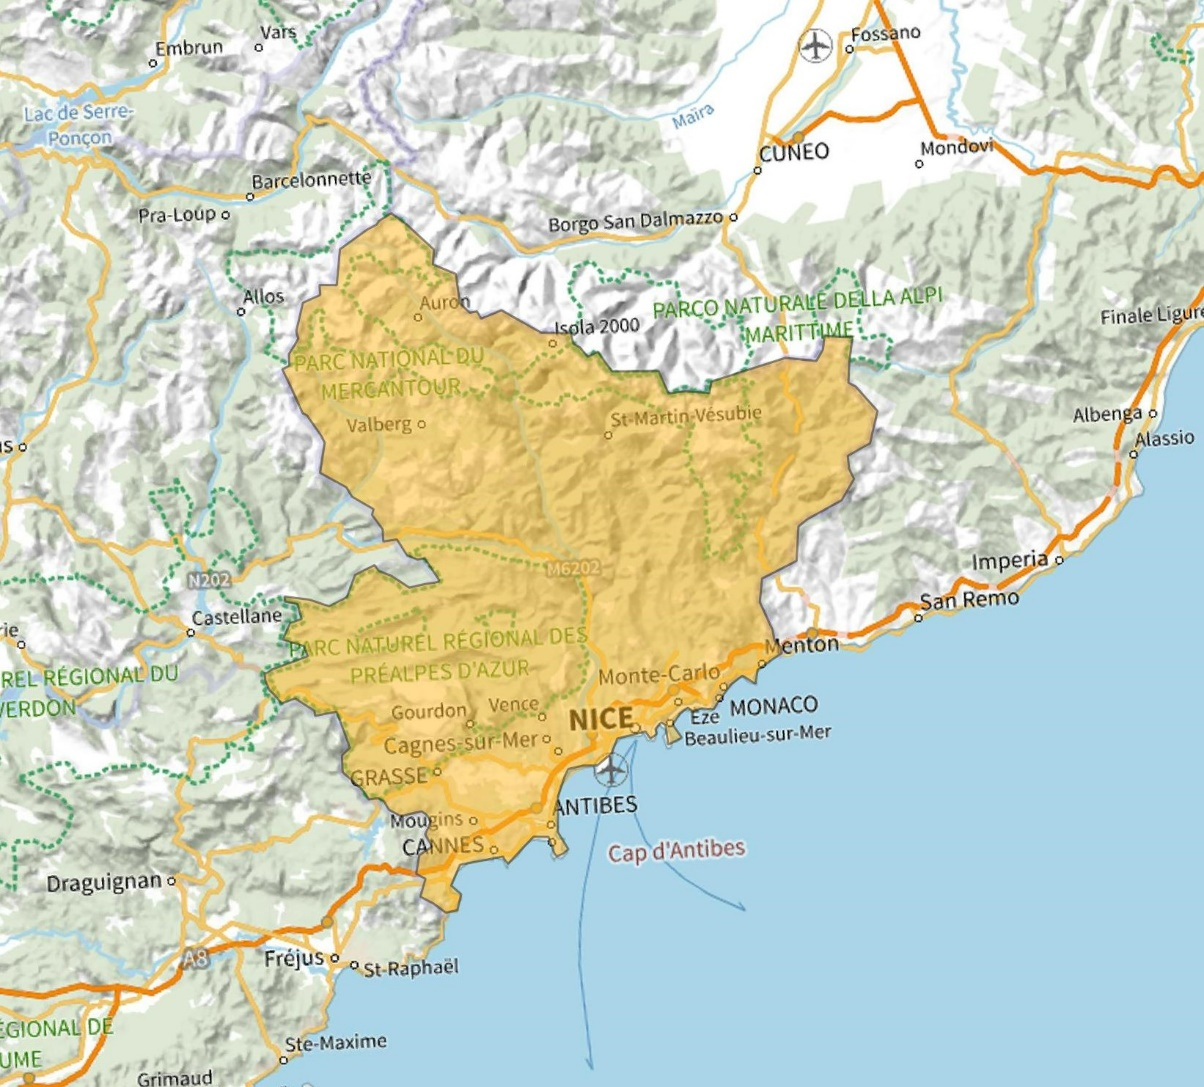 Vars
Embrun
Fossano
Lac de Serre-
Ponçon
Maïra
CUNEO
Mondovi
Barcelonnette
Pra-Loup
Borgo San Dalmazzo
Allos
Auron
Isola 2000
PARCO NATURALE DELLA ALPI
MARITTIME
Finale Ligure
PARC NATIONAL DU
MERCANTOUR
Valberg
St-Martin-Vésubie
Albenga
Alassio
M6202
N202
Imperia
San Remo
Castellane
rie
PARC NATUREL RÉGIONAL DES
PRÉALPES D'AZUR
Menton
REL RÉGIONAL DU
VERDON
Monte-Carlo
Gourdon
Vence
NICE
Eze
MONACO
Cagnes-sur-Mer
Beaulieu-sur-Mer
GRASSE
ANTIBES
Mougins
CANNES
Cap d'Antibes
Draguignan
A8
Fréjus
St-Raphaël
ÉGIONAL DE
UME
Ste-Maxime
Grimaud